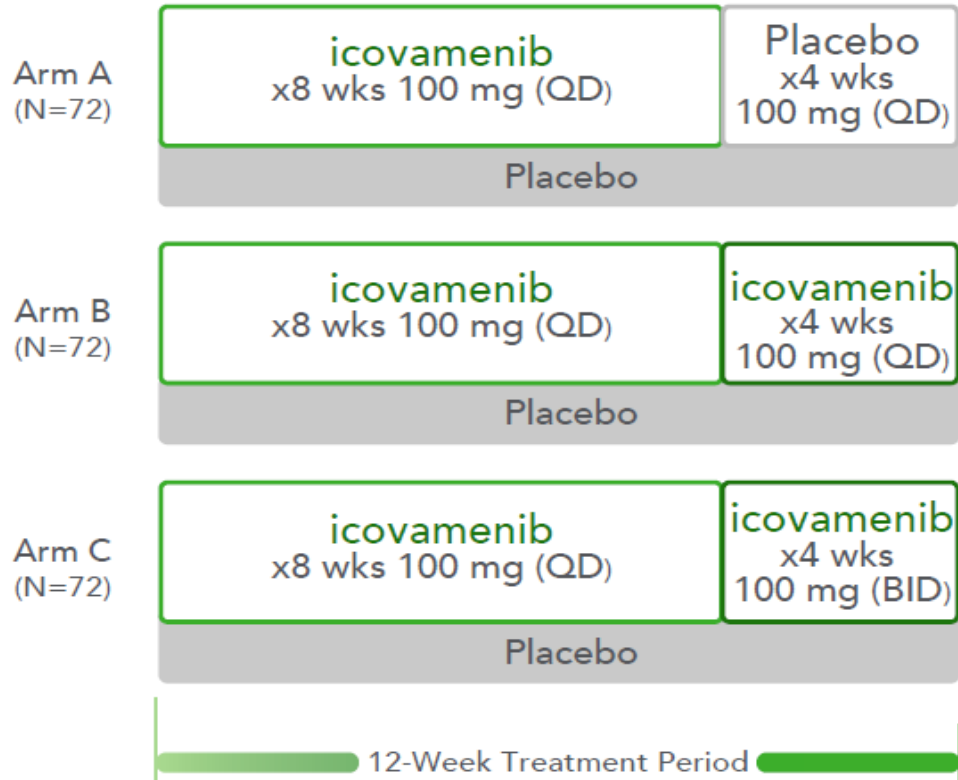 Arm A
(N=72)
icovamenib
x8 wks 100 mg (QD)
Placebo
x4 wks
100 mg (QD)
Placebo
Arm B
(N=72)
icovamenib
x8 wks 100 mg (QD)
icovamenib
x4 wks
100 mg (QD)
Placebo
Arm C
(N=72)
icovamenib
x8 wks 100 mg (QD)
icovamenib
x4 wks
100 mg (BID)
Placebo
12-Week Treatment Period